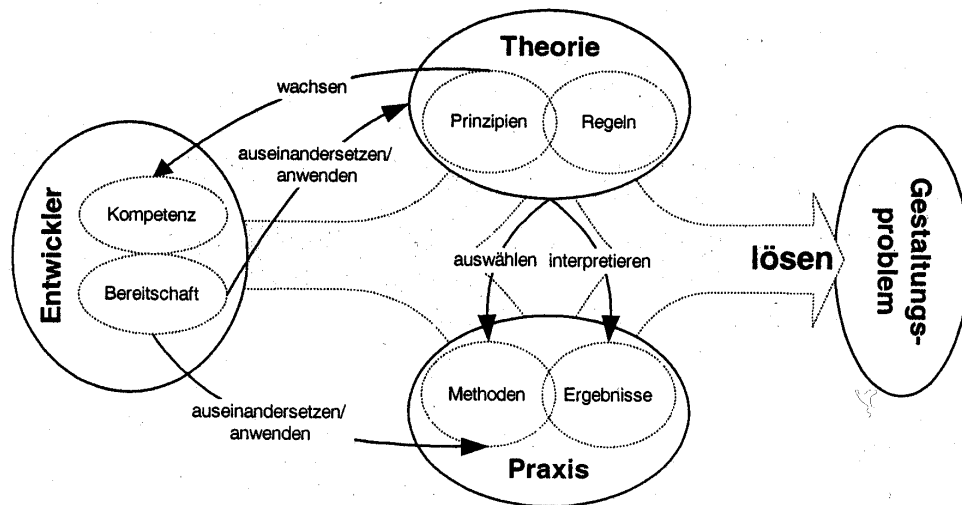 Theorie
wachsen
Prinzipien
Regeln
auseinandersetzen/
anwenden
Entwickler
Kompetenz
Bereitschaft
auswählen
interpretieren
lösen
Gestaltungs-
problem
Methoden
Ergebnisse
auseinandersetzen/
anwenden
Praxis